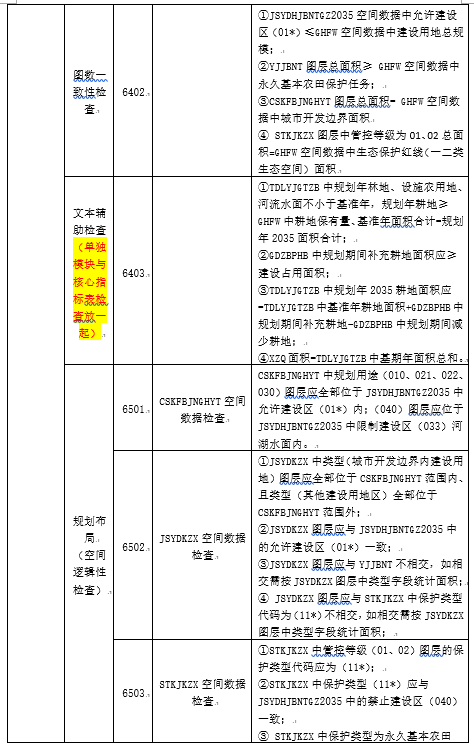 图数一
致性检
查
6402
①JSYDHJBNTGZ2035 空间数据中允许建设
区（01*）≤GHFW 空间数据中建设用地总规
模；
②YJJBNT 图层总面积≥ GHFW 空间数据中
永久基本农田保护任务；
③CSKFBJNGHYT 图层总面积= GHFW 空间数
据中城市开发边界面积
④ STKJKZX 图层中管控等级为 01、02 总面
积=GHFW 空间数据中生态保护红线（一二类
生态空间）面积
文本辅
助检查
（单独
模块与
核心指
标表检
查放一
起）
6403
①TDLYJGTZB 中规划年林地、设施农用地、
河流水面不小于基准年，规划年耕地≥
GHFW 中耕地保有量、基准年面积合计=规划
年 2035 面积合计；
②GDZBPHB 中规划期间补充耕地面积应≥
建设占用面积；
③TDLYJGTZB 中规划年 2035 耕地面积应
=TDLYJGTZB 中基准年耕地面积+GDZBPHB 中
规划期间补充耕地-GDZBPHB 中规划期间减
少耕地；
④XZQ 面积=TDLYJGTZB 中基期年面积总和。
规划布
局
（空间
逻辑性
检查）
6501
CSKFBJNGHYT 空间
数据检查
CSKFBJNGHYT 中规划用途（010、021、022、
030）图层应全部位于 JSYDHJBNTGZ2035 中
允许建设区（01*）内；（040）图层应位于
JSYDHJBNTGZ2035 中限制建设区（033）河
湖水面内。
6502
JSYDKZX 空间数据
检查
①JSYDKZX 中类型（城市开发边界内建设用
地）图层应全部位于 CSKFBJNGHYT 范围内、
且类型（其他建设用地区）全部位于
CSKFBJNGHYT 范围外；
②JSYDKZX 图层应与 JSYDHJBNTGZ2035 中
的允许建设区（01*）一致；
③JSYDKZX 图层应与 YJJBNT 不相交，如相
交需按 JSYDKZX 图层中类型字段统计面积；
④ JSYDKZX 图层应与 STKJKZX 中保护类型
代码为（11*）不相交，如相交需按 JSYDKZX
图层中类型字段统计面积；
6503
STKJKZX 空间数据
检查
①STKJKZX 中管控等级（01、02）图层的保
护类型代码应为（11*）；
②STKJKZX 中保护类型（11*）应与
JSYDHJBNTGZ2035 中的禁止建设区（040）
一致；
③ STKJKZX 中保护类型为永久基本农田